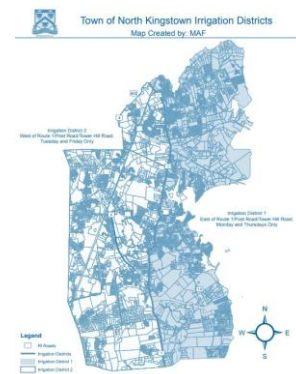 Town of North Kingstown Irrigation Districts
Map Created by: MAF
Irrigation District 2
West of Route 1/Post Road/Tower Hill Road
Tuesday and Friday Only
Irrigation District 1
East of Route 1/Post Road/Tower Hill Road
Monday and Thursdays Only
N
W
E
S
Legend
RI Roads
Irrigation Districts
Irrigation District 1
Irrigation District 2